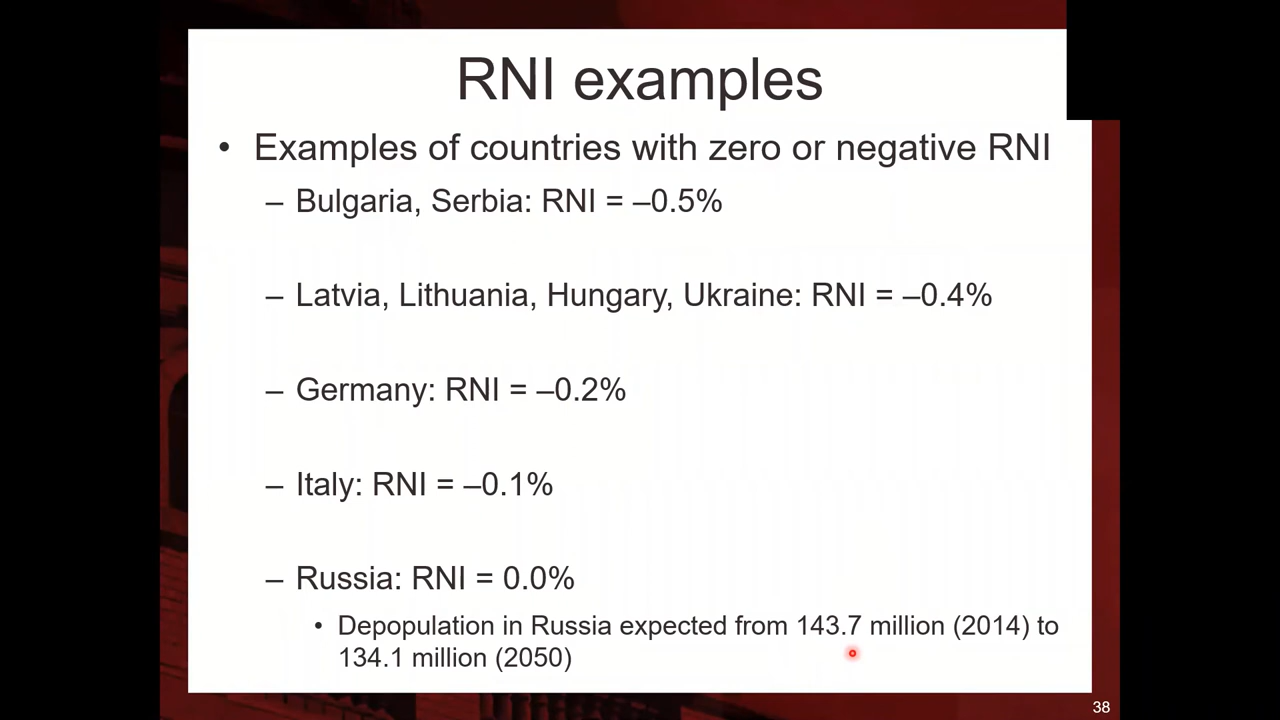 RNI examples
• Examples of countries with zero or negative RNI
– Bulgaria, Serbia: RNI = –0.5%
– Latvia, Lithuania, Hungary, Ukraine: RNI = –0.4%
– Germany: RNI = –0.2%
– Italy: RNI = –0.1%
– Russia: RNI = 0.0%
• Depopulation in Russia expected from 143.7 million (2014) to
134.1 million (2050)
38